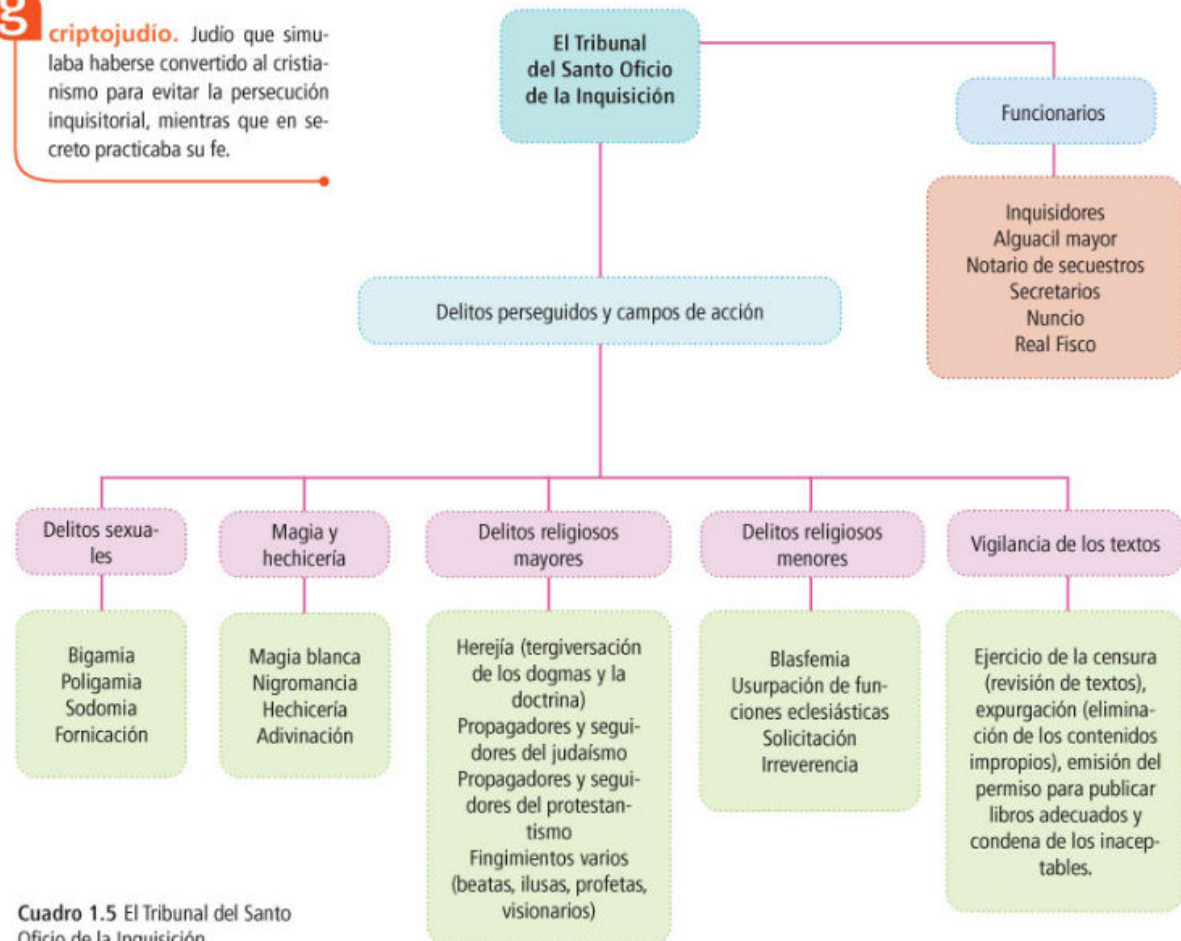 g
criptojudío. Judío que simu-
laba haberse convertido al cristia-
nismo para evitar la persecución
inquisitorial, mientras que en se-
creto practicaba su fe.
El Tribunal
del Santo Oficio
de la Inquisición
Funcionarios
Inquisidores
Alguacil mayor
Notario de secuestros
Secretarios
Nuncio
Real Fisco
Delitos perseguidos y campos de acción
Delitos sexua-
les
Bigamia
Poligamia
Sodomia
Fornicación
Magia y
hechicería
Magia blanca
Nigromancia
Hechicería
Adivinación
Delitos religiosos
mayores
Herejía (tergiversación
de los dogmas y la
doctrina)
Propagadores y segui-
dores del judaísmo
Propagadores y segui-
dores del protestan-
tismo
Fingimientos varios
(beatas, ilusas, profetas,
visionarios)
Delitos religiosos
menores
Blasfemia
Usurpación de fun-
ciones eclesiásticas
Solicitación
Irreverencia
Vigilancia de los textos
Ejercicio de la censura
(revisión de textos),
expurgación (elimina-
ción de los contenidos
impropios), emisión del
permiso para publicar
libros adecuados y
condena de los inacep-
tables.
Cuadro 1.5 El Tribunal del Santo
Oficio de la Inquisición